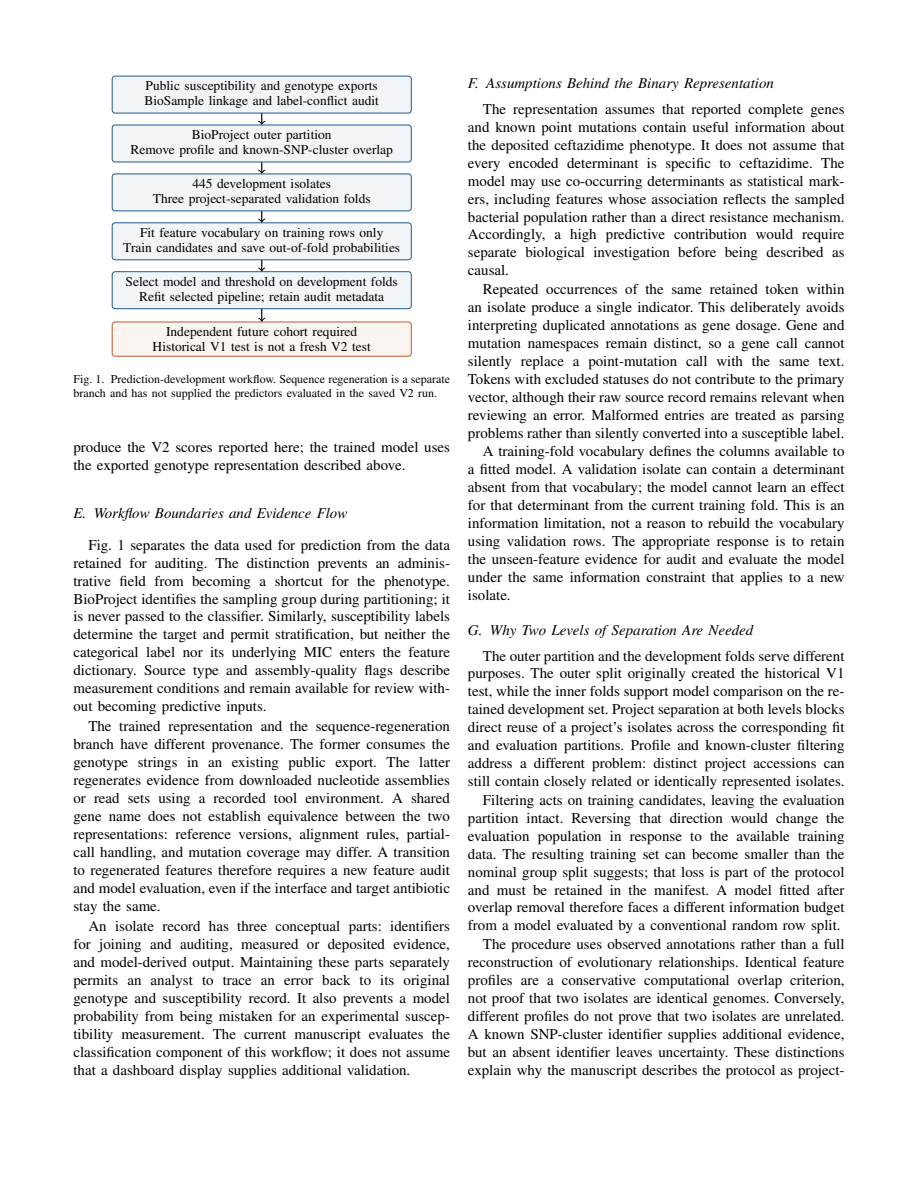 Public susceptibility and genotype exports
BioSample linkage and label-conflict audit
BioProject outer partition
Remove profile and known-SNP-cluster overlap
445 development isolates
Three project-separated validation folds
Fit feature vocabulary on training rows only
Train candidates and save out-of-fold probabilities
Select model and threshold on development folds
Refit selected pipeline; retain audit metadata
Independent future cohort required
Historical V1 test is not a fresh V2 test
Fig. 1. Prediction-development workflow. Sequence regeneration is a separate
branch and has not supplied the predictors evaluated in the saved V2 run.
produce the V2 scores reported here; the trained model uses
the exported genotype representation described above.
E. Workflow Boundaries and Evidence Flow
Fig. 1 separates the data used for prediction from the data
retained for auditing. The distinction prevents an adminis-
trative field from becoming a shortcut for the phenotype.
BioProject identifies the sampling group during partitioning; it
is never passed to the classifier. Similarly, susceptibility labels
determine the target and permit stratification, but neither the
categorical label nor its underlying MIC enters the feature
dictionary. Source type and assembly-quality flags describe
measurement conditions and remain available for review with-
out becoming predictive inputs.
The trained representation and the sequence-regeneration
branch have different provenance. The former consumes the
genotype strings in an existing public export. The latter
regenerates evidence from downloaded nucleotide assemblies
or read sets using a recorded tool environment. A shared
gene name does not establish equivalence between the two
representations: reference versions, alignment rules, partial-
call handling, and mutation coverage may differ. A transition
to regenerated features therefore requires a new feature audit
and model evaluation, even if the interface and target antibiotic
stay the same.
An isolate record has three conceptual parts: identifiers
for joining and auditing, measured or deposited evidence,
and model-derived output. Maintaining these parts separately
permits an analyst to trace an error back to its original
genotype and susceptibility record. It also prevents a model
probability from being mistaken for an experimental suscep-
tibility measurement. The current manuscript evaluates the
classification component of this workflow; it does not assume
that a dashboard display supplies additional validation.
F. Assumptions Behind the Binary Representation
The representation assumes that reported complete genes
and known point mutations contain useful information about
the deposited ceftazidime phenotype. It does not assume that
every encoded determinant is specific to ceftazidime. The
model may use co-occurring determinants as statistical mark-
ers, including features whose association reflects the sampled
bacterial population rather than a direct resistance mechanism.
Accordingly, a high predictive contribution would require
separate biological investigation before being described as
causal.
Repeated occurrences of the same retained token within
an isolate produce a single indicator. This deliberately avoids
interpreting duplicated annotations as gene dosage. Gene and
mutation namespaces remain distinct, so a gene call cannot
silently replace a point-mutation call with the same text.
Tokens with excluded statuses do not contribute to the primary
vector, although their raw source record remains relevant when
reviewing an error. Malformed entries are treated as parsing
problems rather than silently converted into a susceptible label.
A training-fold vocabulary defines the columns available to
a fitted model. A validation isolate can contain a determinant
absent from that vocabulary; the model cannot learn an effect
for that determinant from the current training fold. This is an
information limitation, not a reason to rebuild the vocabulary
using validation rows. The appropriate response is to retain
the unseen-feature evidence for audit and evaluate the model
under the same information constraint that applies to a new
isolate.
G. Why Two Levels of Separation Are Needed
The outer partition and the development folds serve different
purposes. The outer split originally created the historical V1
test, while the inner folds support model comparison on the re-
tained development set. Project separation at both levels blocks
direct reuse of a project's isolates across the corresponding fit
and evaluation partitions. Profile and known-cluster filtering
address a different problem: distinct project accessions can
still contain closely related or identically represented isolates.
Filtering acts on training candidates, leaving the evaluation
partition intact. Reversing that direction would change the
evaluation population in response to the available training
data. The resulting training set can become smaller than the
nominal group split suggests; that loss is part of the protocol
and must be retained in the manifest. A model fitted after
overlap removal therefore faces a different information budget
from a model evaluated by a conventional random row split.
The procedure uses observed annotations rather than a full
reconstruction of evolutionary relationships. Identical feature
profiles are a conservative computational overlap criterion,
not proof that two isolates are identical genomes. Conversely,
different profiles do not prove that two isolates are unrelated.
A known SNP-cluster identifier supplies additional evidence,
but an absent identifier leaves uncertainty. These distinctions
explain why the manuscript describes the protocol as project-